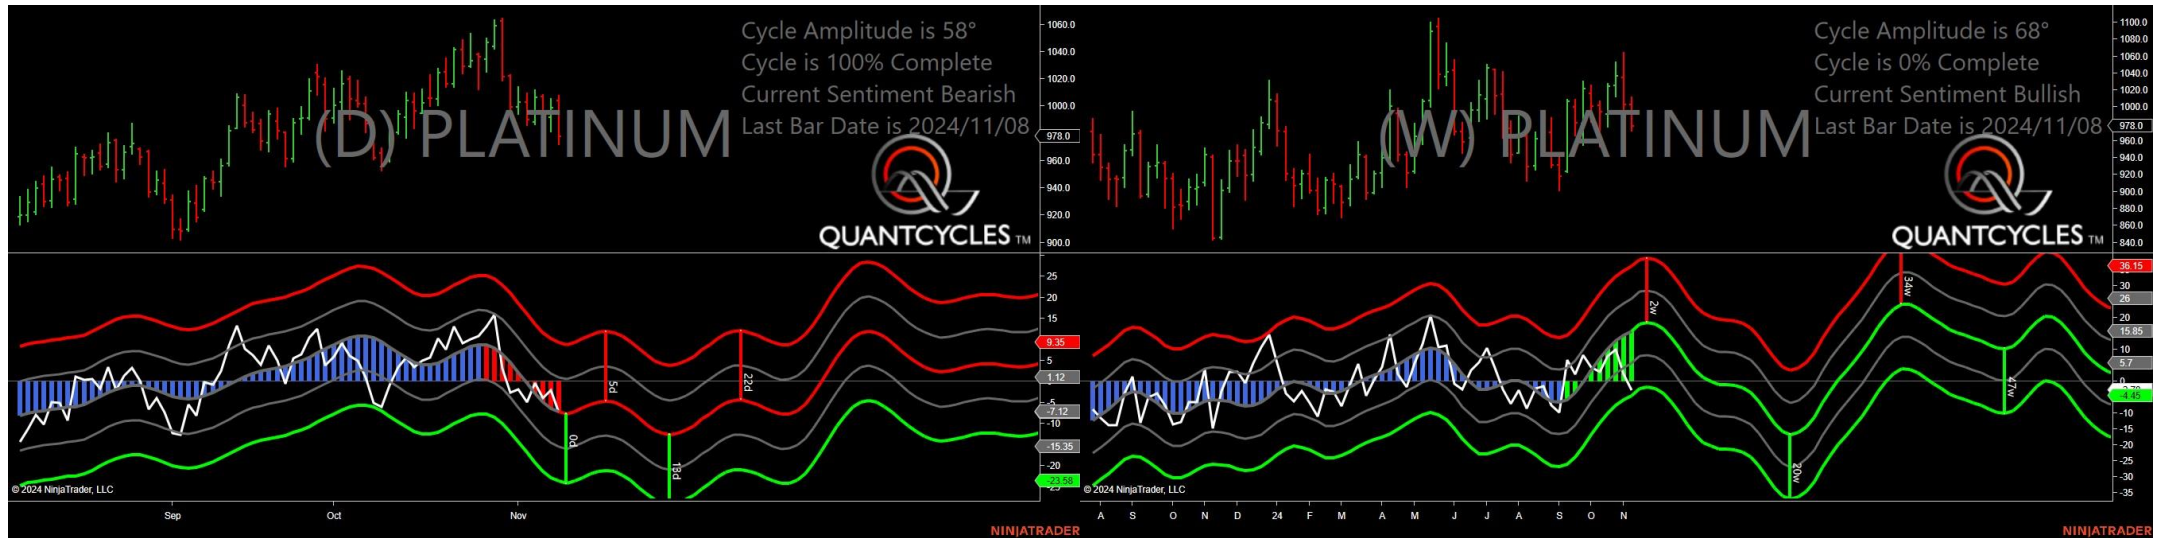 Cycle Amplitude is 58°
Cycle is 100% Complete
Current Sentiment Bearish
Last Bar Date is 2024/11/08
(D) PLATINUM
QUANTCYCLES TM
1060.0
1040.0
1020.0
1000.0
978.0
960.0
940.0
920.0
900.0
25
20
15
9.35
5
1.12
-5
-7.12
-10
-15.35
-20
-23.58
0d
5d
13d
22d
© 2024 NinjaTrader, LLC
Sep Oct Nov
NINJATRADER
Cycle Amplitude is 68°
Cycle is 0% Complete
Current Sentiment Bullish
Last Bar Date is 2024/11/08
(W) PLATINUM
QUANTCYCLES TM
1100.0
1080.0
1060.0
1040.0
1020.0
1000.0
978.0
960.0
940.0
920.0
900.0
880.0
860.0
840.0
36.15
30
26
20
15.85
10
5.7
0
-4.45
-10
-15
-20
-25
-30
-35
2w
20w
34w
47w
© 2024 NinjaTrader, LLC
A S O N D 24 F M A M J J A S O N
NINJATRADER